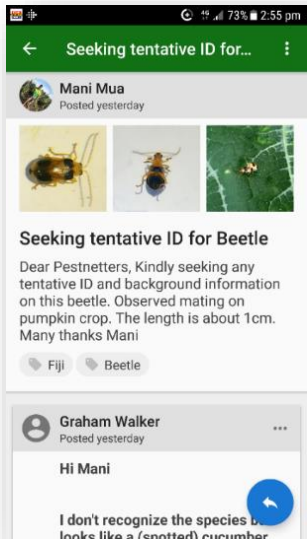 4G 73% 2:55 pm
Seeking tentative ID for...
Mani Mua
Posted yesterday
Seeking tentative ID for Beetle
Dear Pestnetters, Kindly seeking any
tentative ID and background information
on this beetle. Observed mating on
pumpkin crop. The length is about 1cm.
Many thanks Mani
Fiji Beetle
Graham Walker
Posted yesterday
Hi Mani
I don't recognize the species
looks like a (spotted) cucumber